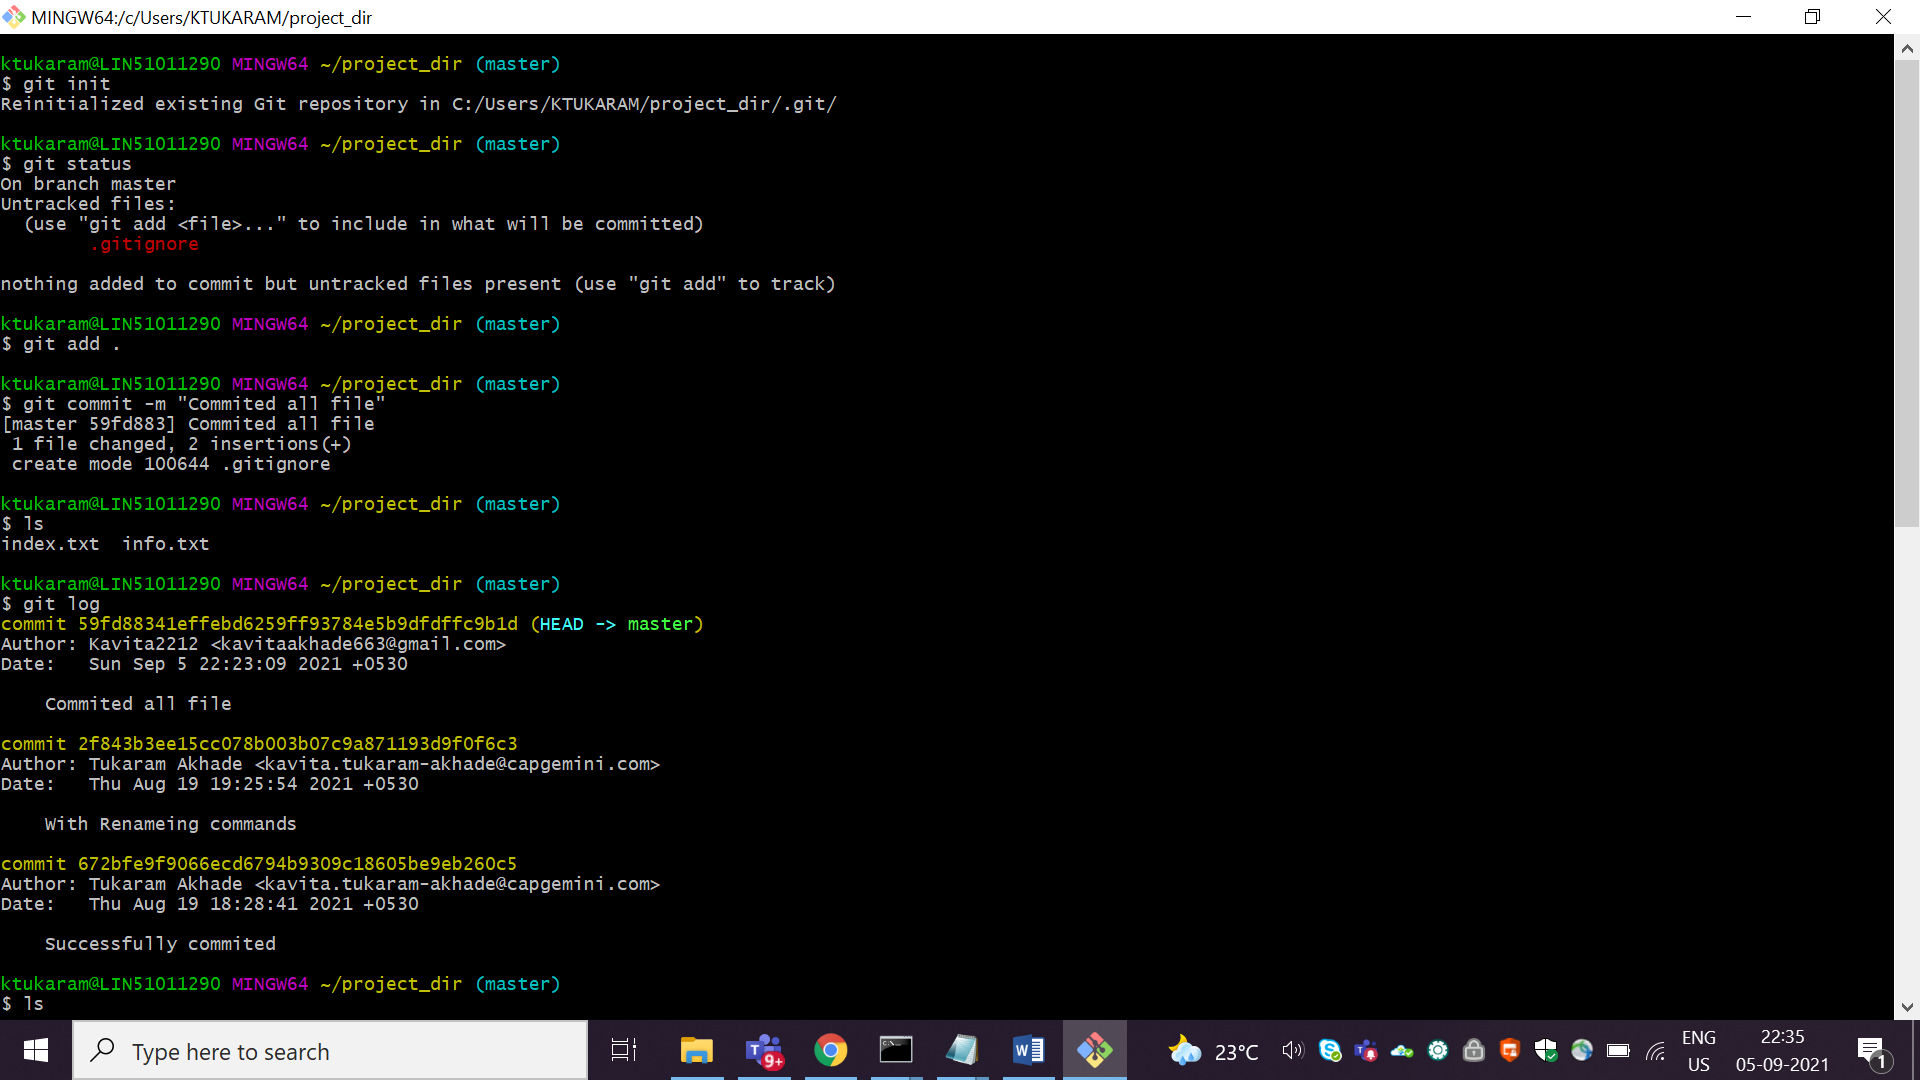 MINGW64:/c/Users/KTUKARAM/project_dir
ktukaram@LIN51011290 MINGW64 ~/project_dir (master)
$ git init
Reinitialized existing Git repository in C:/Users/KTUKARAM/project_dir/.git/
ktukaram@LIN51011290 MINGW64 ~/project_dir (master)
$ git status
On branch master
Untracked files:
(use "git add <file>..." to include in what will be committed)
.gitignore
nothing added to commit but untracked files present (use "git add" to track)
ktukaram@LIN51011290 MINGW64 ~/project_dir (master)
$ git add .
ktukaram@LIN51011290 MINGW64 ~/project_dir (master)
$ git commit -m "Commited all file"
[master 59fd883] Commited all file
1 file changed, 2 insertions(+)
create mode 100644 .gitignore
ktukaram@LIN51011290 MINGW64 ~/project_dir (master)
$ ls
index.txt  info.txt
ktukaram@LIN51011290 MINGW64 ~/project_dir (master)
$ git log
commit 59fd88341effebd6259ff93784e5b9dfdffc9b1d (HEAD -> master)
Author: Kavita2212 <kavitaakhade663@gmail.com>
Date:   Sun Sep 5 22:23:09 2021 +0530
Commited all file
commit 2f843b3ee15cc078b003b07c9a871193d9f0f6c3
Author: Tukaram Akhade <kavita.tukaram-akhade@capgemini.com>
Date:   Thu Aug 19 19:25:54 2021 +0530
With Renameing commands
commit 672bfe9f9066ecd6794b9309c18605be9eb260c5
Author: Tukaram Akhade <kavita.tukaram-akhade@capgemini.com>
Date:   Thu Aug 19 18:28:41 2021 +0530
Successfully commited
ktukaram@LIN51011290 MINGW64 ~/project_dir (master)
$ ls
Type here to search
9+
23°C
ENG
US
22:35
05-09-2021
1